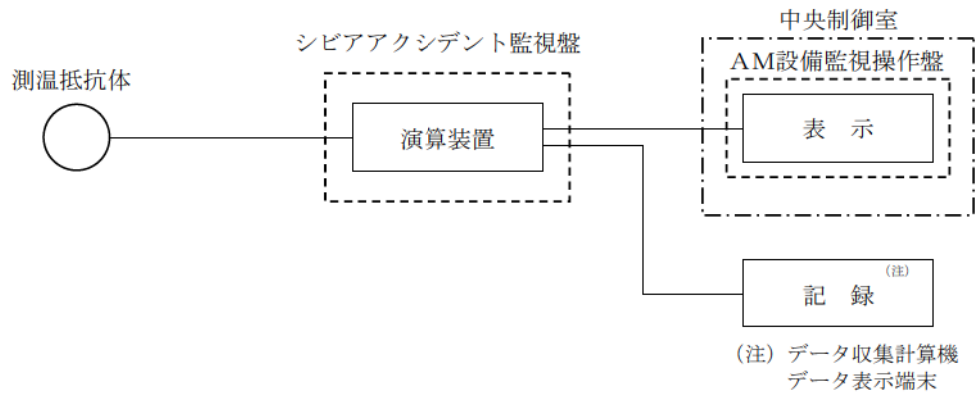 中央制御室
シビアアクシデント監視盤
AM設備監視操作盤
測温抵抗体
演算装置
表 示
記 録 (注)
(注) データ収集計算機
データ表示端末